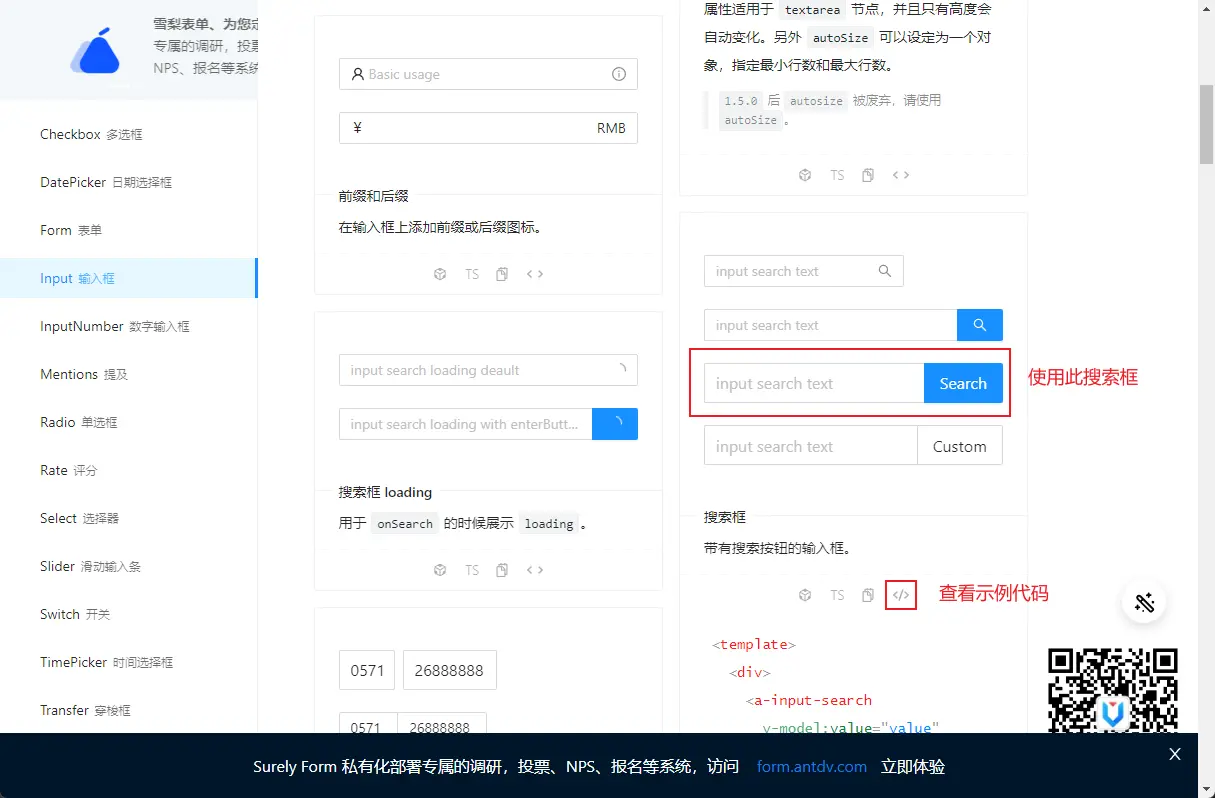 雪梨表单、为您定
专属的调研，投票
NPS、报名等系统
Checkbox 多选框
DatePicker 日期选择框
Form 表单
Input 输入框
InputNumber 数字输入框
Mentions 提及
Radio 单选框
Rate 评分
Select 选择器
Slider 滑动输入条
Switch 开关
TimePicker 时间选择框
Transfer 穿梭框
Basic usage
¥ RMB
前缀和后缀
在输入框上添加前缀或后缀图标。
TS
input search loading deault
input search loading with enterButt...
搜索框 loading
用于 onSearch 的时候展示 loading 。
TS
0571 26888888
0571 26888888
属性适用于 textarea 节点，并且只有高度会
自动变化。另外 autoSize 可以设定为一个对
象，指定最小行数和最大行数。
1.5.0 后 autosize 被废弃，请使用
autoSize 。
TS
input search text
input search text
input search text Search
使用此搜索框
input search text Custom
搜索框
带有搜索按钮的输入框。
TS
查看示例代码
<template>
<div>
<a-input-search
v-model:value="value"
Surely Form 私有化部署专属的调研，投票、NPS、报名等系统，访问 form.antdv.com 立即体验